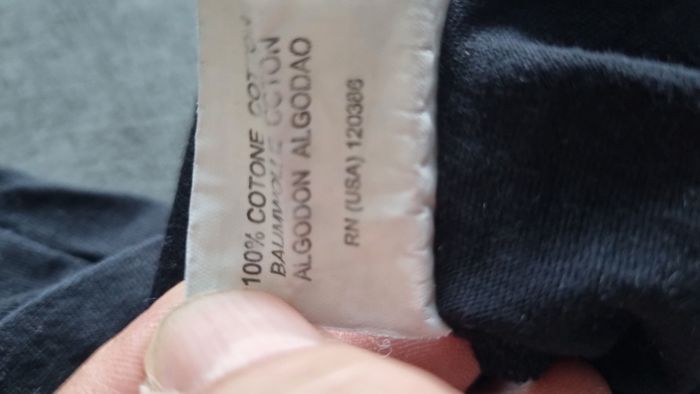 100% COTONE COTTON
BAUMWOLLE COTON
ALGODON ALGODAO
RN (USA) 120386